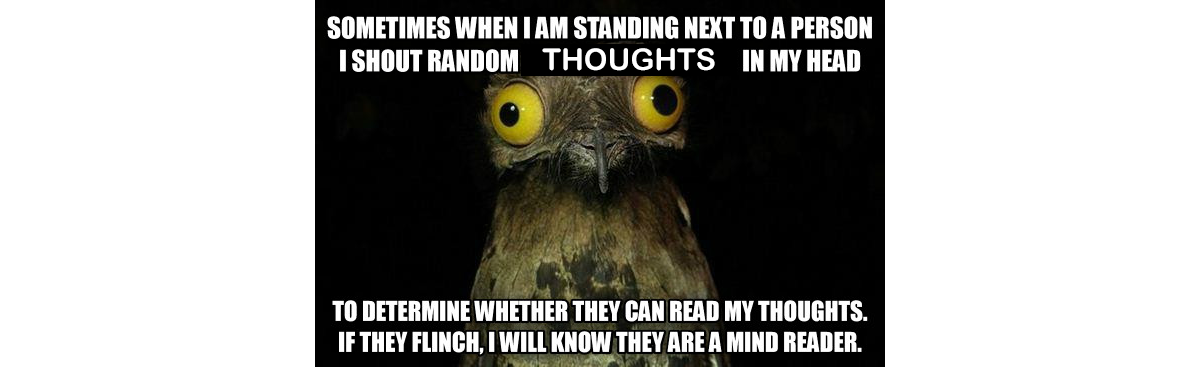 SOMETIMES WHEN I AM STANDING NEXT TO A PERSON
I SHOUT RANDOM THOUGHTS IN MY HEAD
TO DETERMINE WHETHER THEY CAN READ MY THOUGHTS.
IF THEY FLINCH, I WILL KNOW THEY ARE A MIND READER.